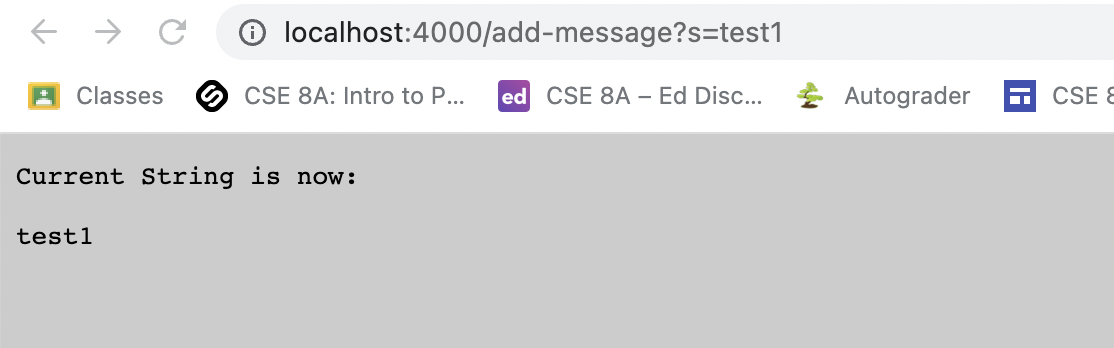 localhost:4000/add-message?s=test1
Classes CSE 8A: Intro to P... ed CSE 8A – Ed Disc... Autograder CSE 8
Current String is now:
test1